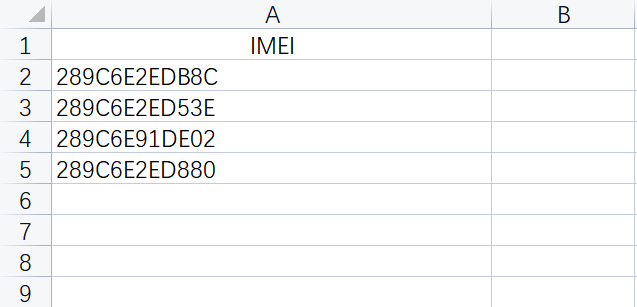 A B
1 IMEI
2 289C6E2EDB8C
3 289C6E2ED53E
4 289C6E91DE02
5 289C6E2ED880
6
7
8
9